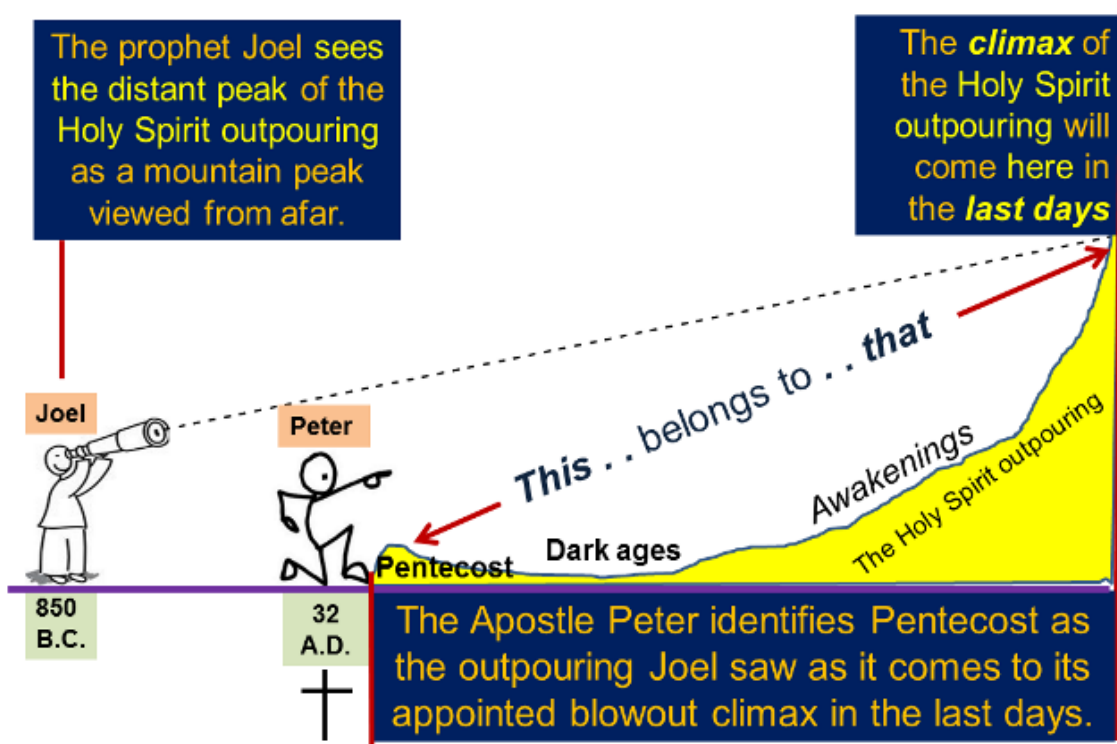 The prophet Joel sees
the distant peak of the
Holy Spirit outpouring
as a mountain peak
viewed from afar.
The climax of
the Holy Spirit
outpouring will
come here in
the last days
Joel
Peter
This . . belongs to . . that
Awakenings
The Holy Spirit outpouring
Dark ages
Pentecost
850
B.C.
32
A.D.
The Apostle Peter identifies Pentecost as
the outpouring Joel saw as it comes to its
appointed blowout climax in the last days.